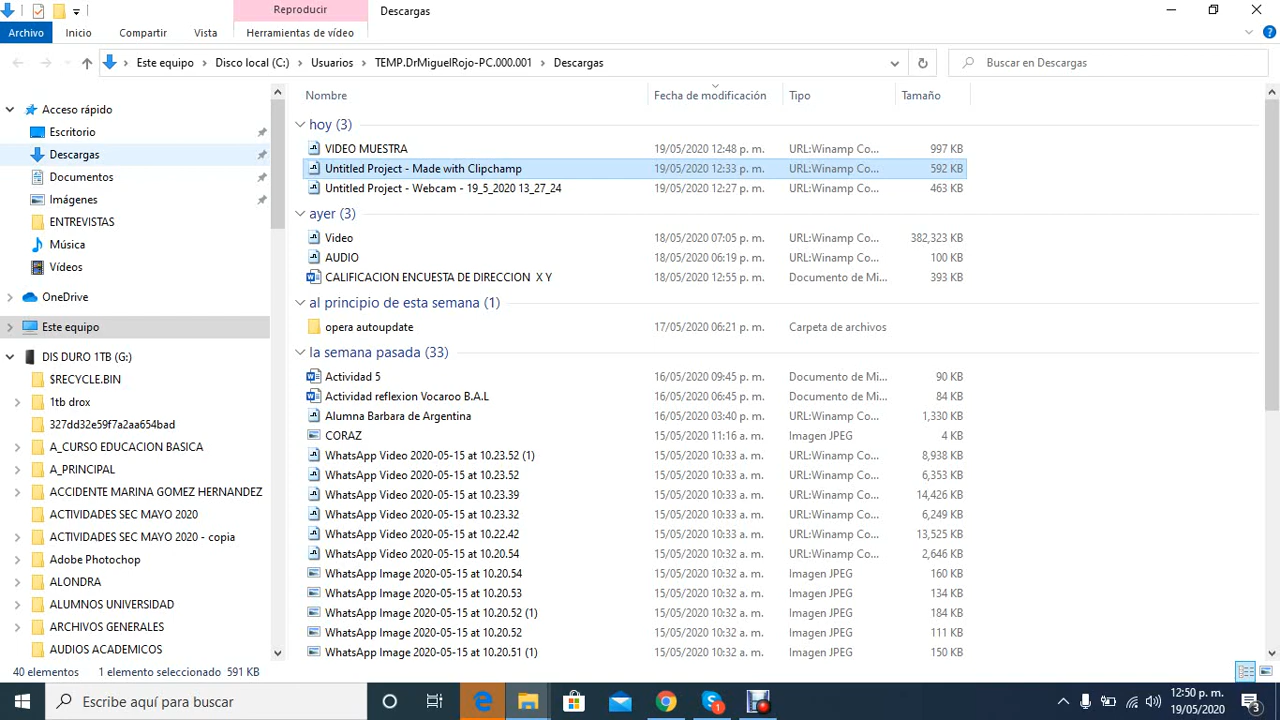 Reproducir
Descargas
Archivo
Inicio
Compartir
Vista
Herramientas de vídeo
Este equipo
Disco local (C:)
Usuarios
TEMP.DrMiguelRojo-PC.000.001
Descargas
Buscar en Descargas
Nombre
Fecha de modificación
Tipo
Tamaño
Acceso rápido
Escritorio
Descargas
Documentos
Imágenes
ENTREVISTAS
Música
Vídeos
OneDrive
Este equipo
DIS DURO 1TB (G:)
$RECYCLE.BIN
1tb drox
327dd32e59f7a2aa654bad
A_CURSO EDUCACION BASICA
A_PRINCIPAL
ACCIDENTE MARINA GOMEZ HERNANDEZ
ACTIVIDADES SEC MAYO 2020
ACTIVIDADES SEC MAYO 2020 - copia
Adobe Photochop
ALONDRA
ALUMNOS UNIVERSIDAD
ARCHIVOS GENERALES
AUDIOS ACADEMICOS
hoy (3)
VIDEO MUESTRA 19/05/2020 12:48 p. m. URL:Winamp Co... 997 KB
Untitled Project - Made with Clipchamp 19/05/2020 12:33 p. m. URL:Winamp Co... 592 KB
Untitled Project - Webcam - 19_5_2020 13_27_24 19/05/2020 12:27 p. m. URL:Winamp Co... 463 KB
ayer (3)
Video 18/05/2020 07:05 p. m. URL:Winamp Co... 382,323 KB
AUDIO 18/05/2020 06:19 p. m. URL:Winamp Co... 100 KB
CALIFICACION ENCUESTA DE DIRECCION X Y 18/05/2020 12:55 p. m. Documento de Mi... 393 KB
al principio de esta semana (1)
opera autoupdate 17/05/2020 06:21 p. m. Carpeta de archivos
la semana pasada (33)
Actividad 5 16/05/2020 09:45 p. m. Documento de Mi... 90 KB
Actividad reflexion Vocaroo B.A.L 16/05/2020 06:45 p. m. Documento de Mi... 84 KB
Alumna Barbara de Argentina 16/05/2020 03:40 p. m. URL:Winamp Co... 1,330 KB
CORAZ 15/05/2020 11:16 a. m. Imagen JPEG 4 KB
WhatsApp Video 2020-05-15 at 10.23.52 (1) 15/05/2020 10:33 a. m. URL:Winamp Co... 8,938 KB
WhatsApp Video 2020-05-15 at 10.23.52 15/05/2020 10:33 a. m. URL:Winamp Co... 6,353 KB
WhatsApp Video 2020-05-15 at 10.23.39 15/05/2020 10:33 a. m. URL:Winamp Co... 14,426 KB
WhatsApp Video 2020-05-15 at 10.23.32 15/05/2020 10:33 a. m. URL:Winamp Co... 6,249 KB
WhatsApp Video 2020-05-15 at 10.22.42 15/05/2020 10:33 a. m. URL:Winamp Co... 13,525 KB
WhatsApp Video 2020-05-15 at 10.20.54 15/05/2020 10:32 a. m. URL:Winamp Co... 2,646 KB
WhatsApp Image 2020-05-15 at 10.20.54 15/05/2020 10:32 a. m. Imagen JPEG 160 KB
WhatsApp Image 2020-05-15 at 10.20.53 15/05/2020 10:32 a. m. Imagen JPEG 134 KB
WhatsApp Image 2020-05-15 at 10.20.52 (1) 15/05/2020 10:32 a. m. Imagen JPEG 184 KB
WhatsApp Image 2020-05-15 at 10.20.52 15/05/2020 10:32 a. m. Imagen JPEG 111 KB
WhatsApp Image 2020-05-15 at 10.20.51 (1) 15/05/2020 10:32 a. m. Imagen JPEG 150 KB
40 elementos
1 elemento seleccionado 591 KB
Escribe aquí para buscar
1
12:50 p. m.
19/05/2020
3